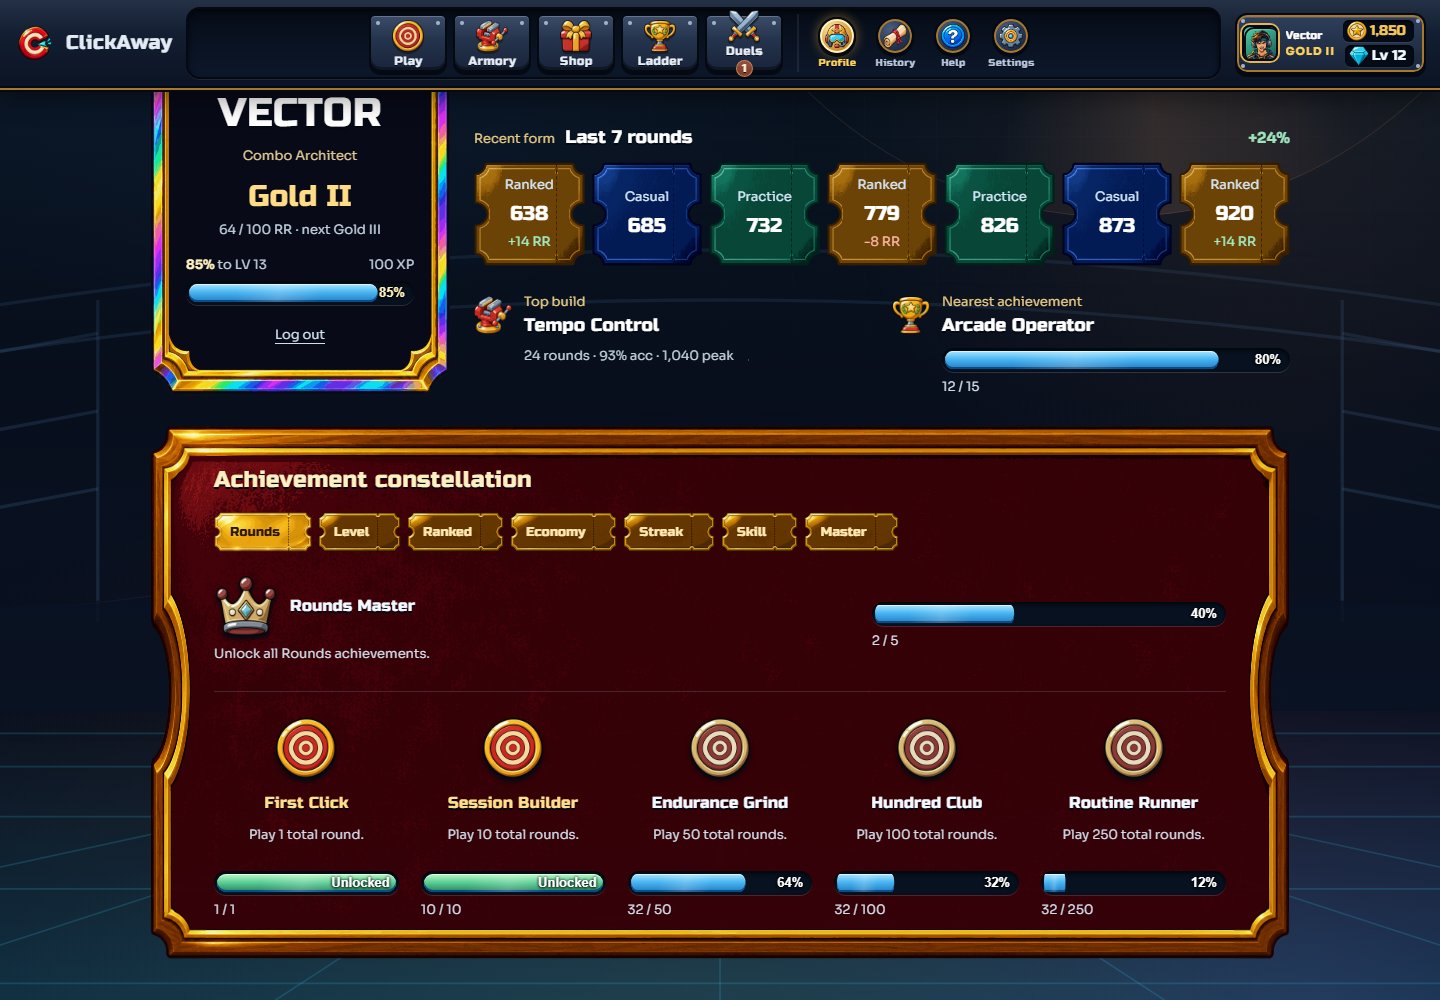 ClickAway
Play
Armory
Shop
Ladder
Duels
1
Profile
History
Help
Settings
Vector
GOLD II
1,850
Lv 12
VECTOR
Combo Architect
Gold II
64 / 100 RR · next Gold III
85% to LV 13
100 XP
85%
Log out
Recent form Last 7 rounds
+24%
Ranked
638
+14 RR
Casual
685
Practice
732
Ranked
779
-8 RR
Practice
826
Casual
873
Ranked
920
+14 RR
Top build
Tempo Control
24 rounds · 93% acc · 1,040 peak
Nearest achievement
Arcade Operator
80%
12 / 15
Achievement constellation
Rounds
Level
Ranked
Economy
Streak
Skill
Master
Rounds Master
Unlock all Rounds achievements.
40%
2 / 5
First Click
Play 1 total round.
Unlocked
1 / 1
Session Builder
Play 10 total rounds.
Unlocked
10 / 10
Endurance Grind
Play 50 total rounds.
64%
32 / 50
Hundred Club
Play 100 total rounds.
32%
32 / 100
Routine Runner
Play 250 total rounds.
12%
32 / 250